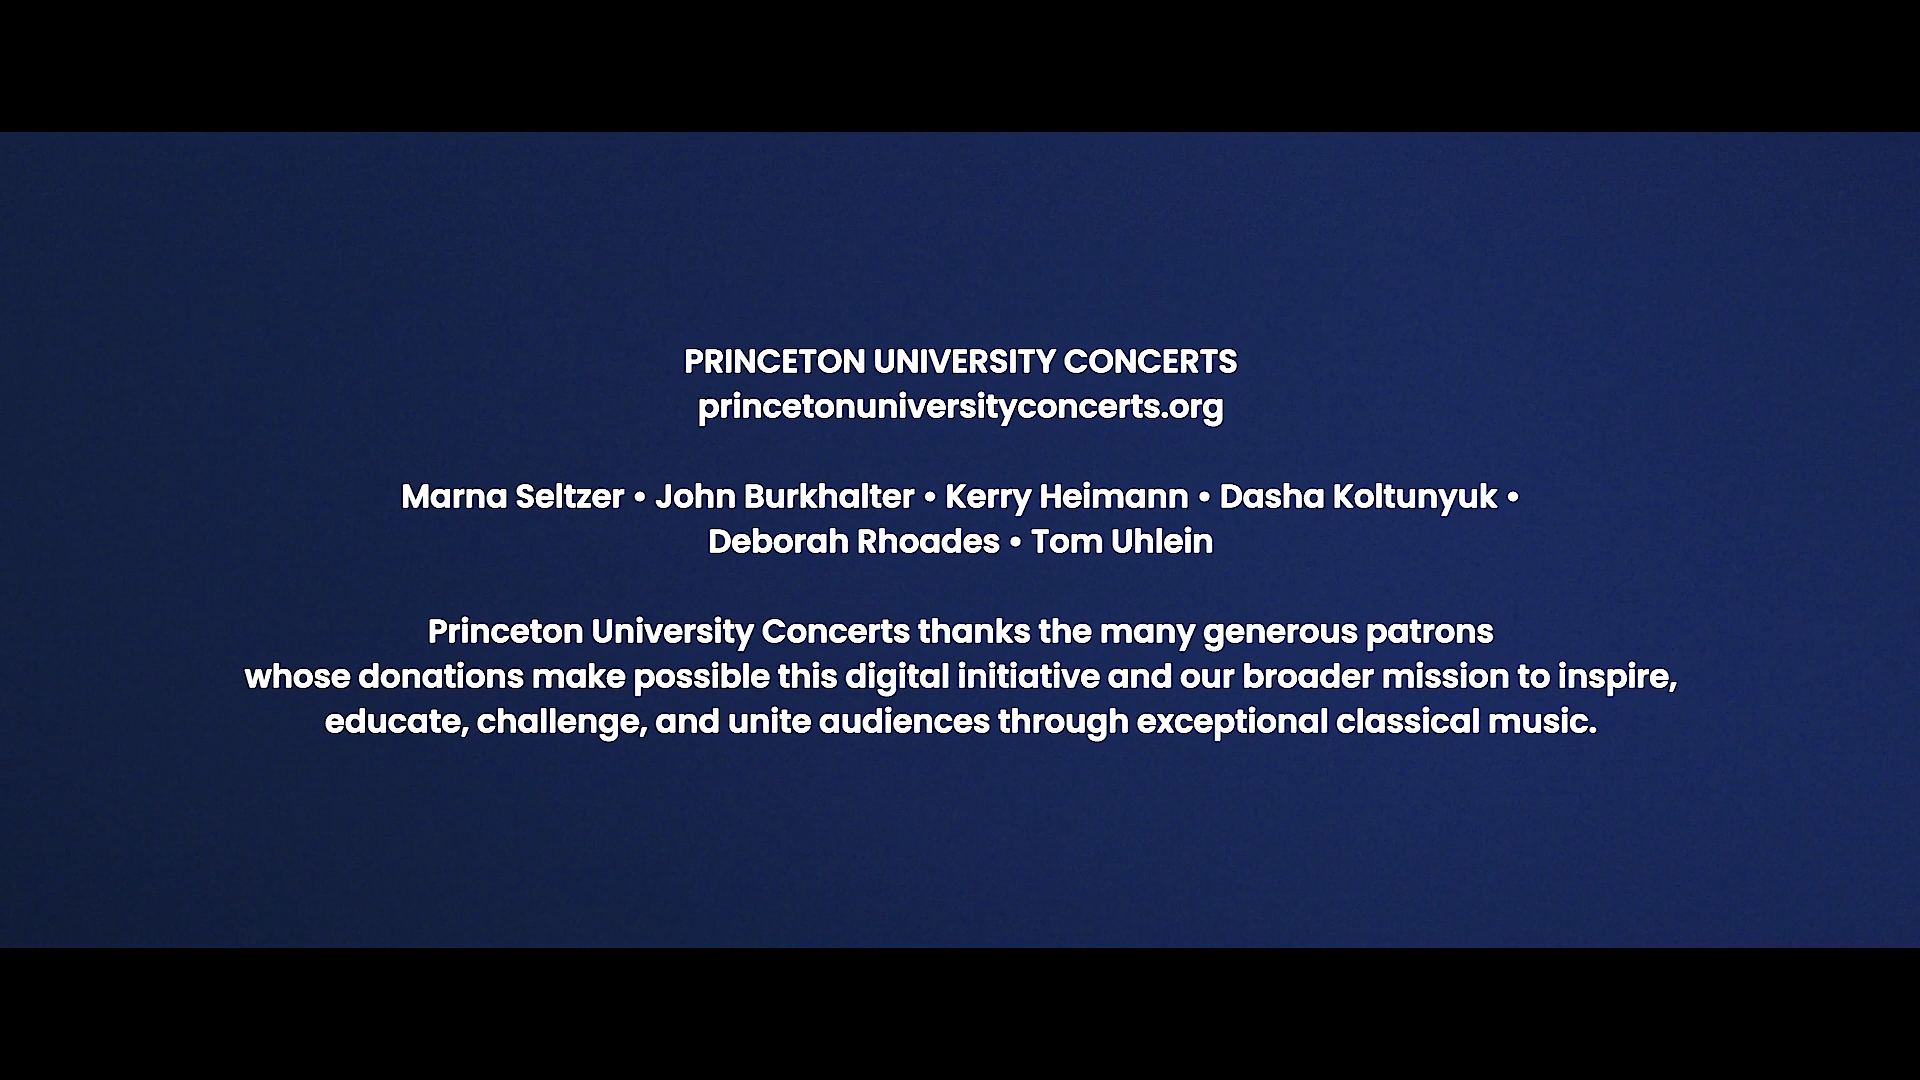 PRINCETON UNIVERSITY CONCERTS
princetonuniversityconcerts.org
Marna Seltzer • John Burkhalter • Kerry Heimann • Dasha Koltunyuk •
Deborah Rhoades • Tom Uhlein
Princeton University Concerts thanks the many generous patrons
whose donations make possible this digital initiative and our broader mission to inspire,
educate, challenge, and unite audiences through exceptional classical music.